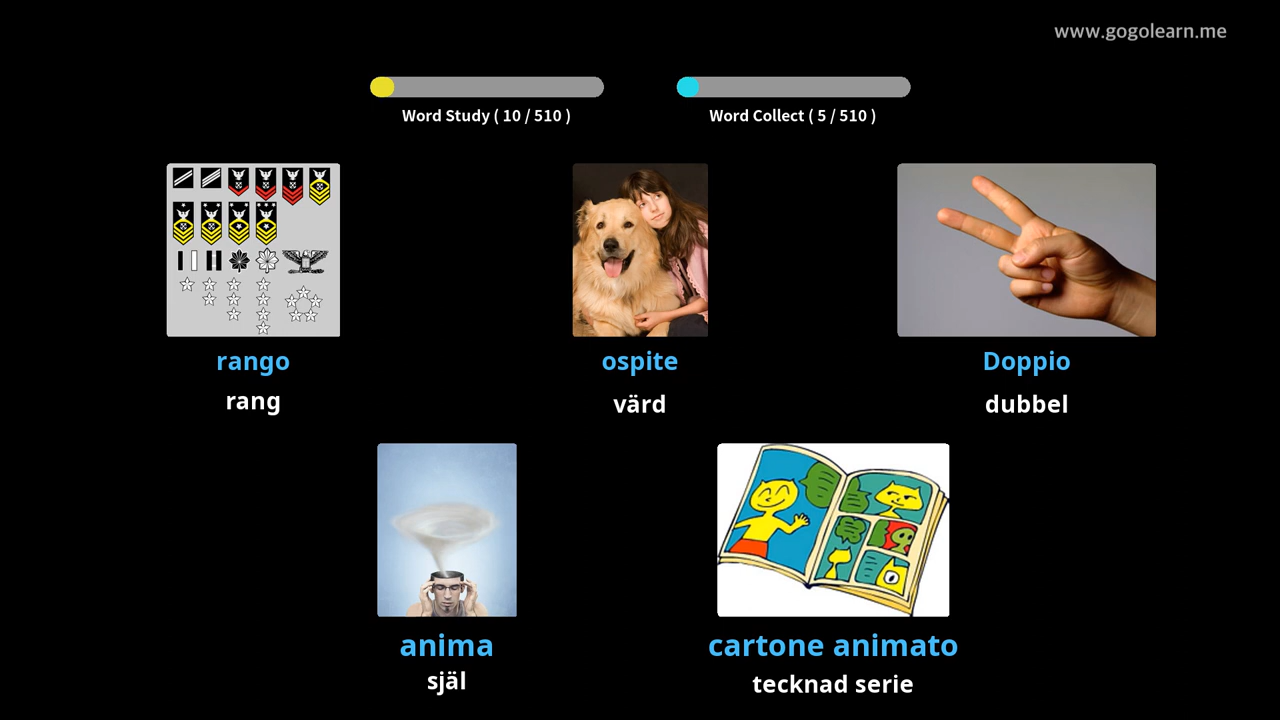 www.gogolearn.me
Word Study ( 10 / 510 )
Word Collect ( 5 / 510 )
rango
ospite
Doppio
rang
värd
dubbel
anima
cartone animato
själ
tecknad serie